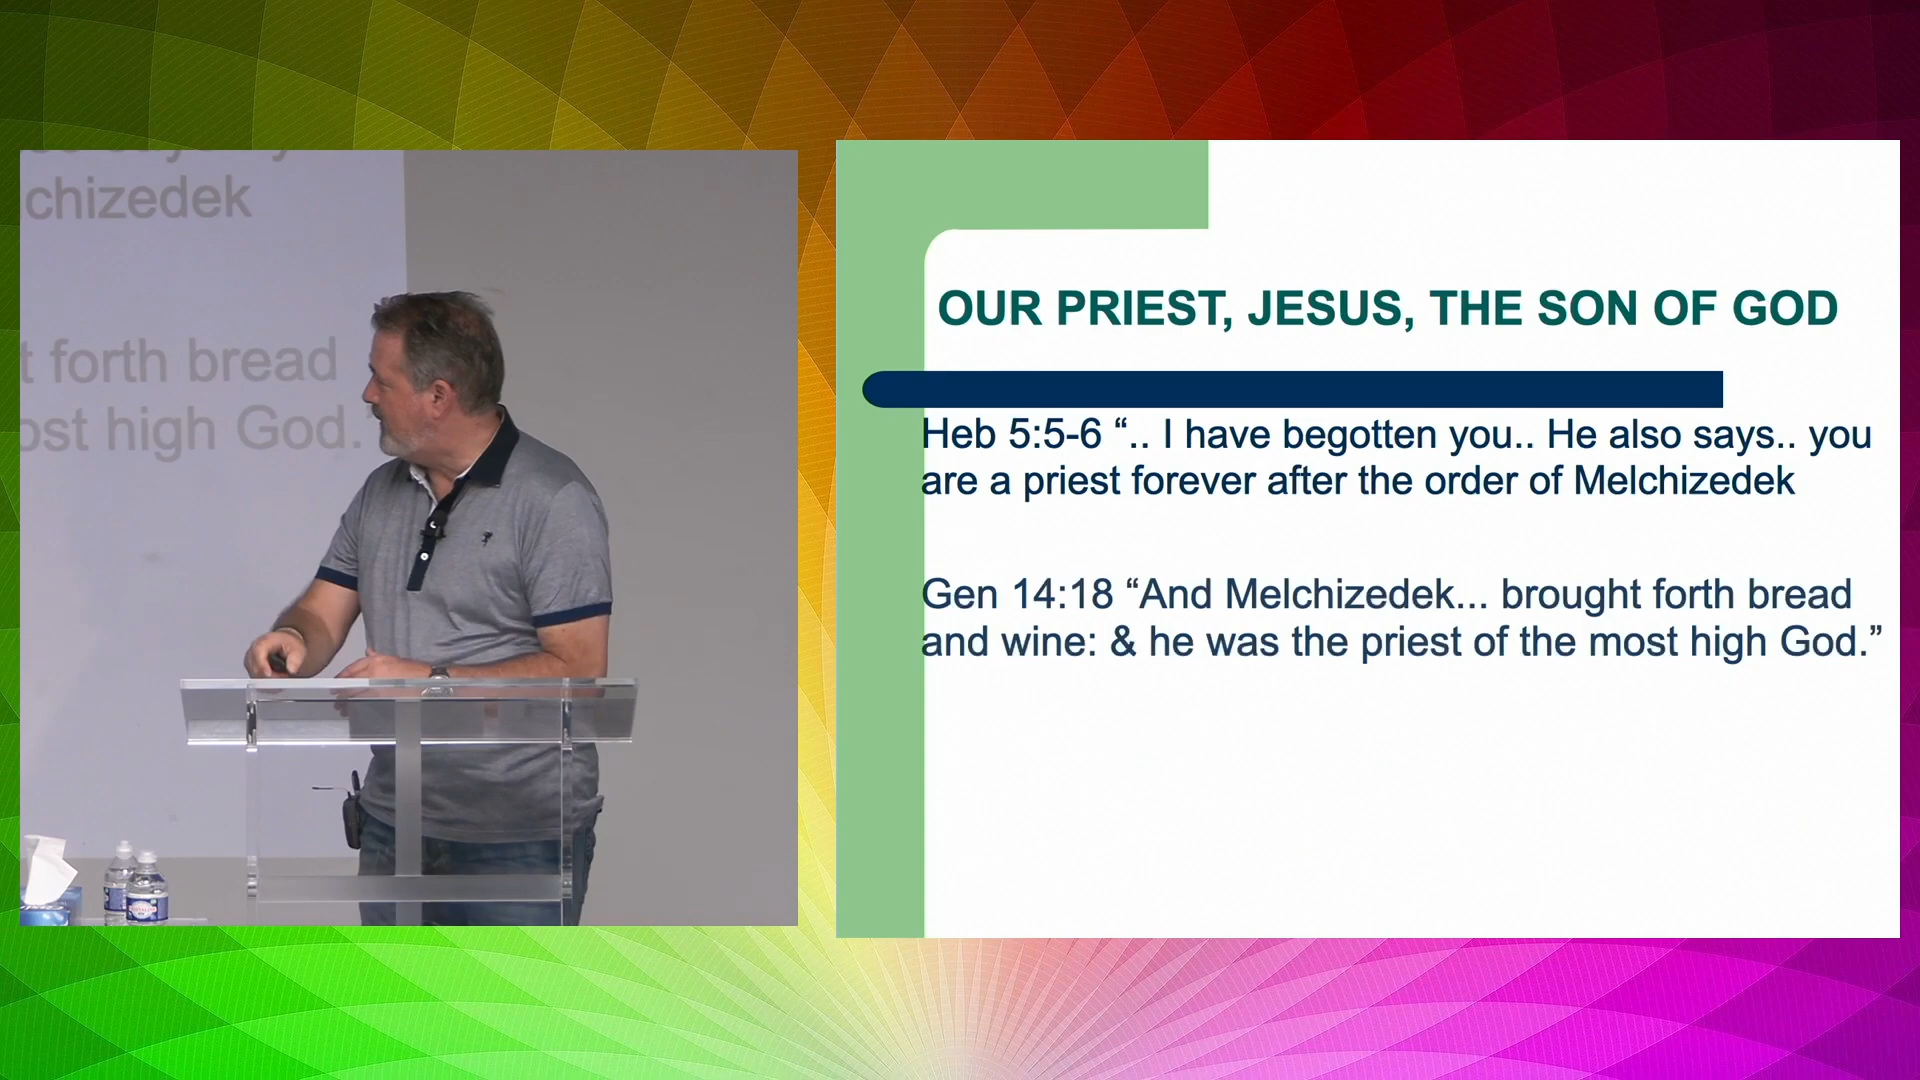 chizedek
t forth bread
ost high God.
OUR PRIEST, JESUS, THE SON OF GOD
Heb 5:5-6 “.. I have begotten you.. He also says.. you
are a priest forever after the order of Melchizedek
Gen 14:18 “And Melchizedek... brought forth bread
and wine: & he was the priest of the most high God.”